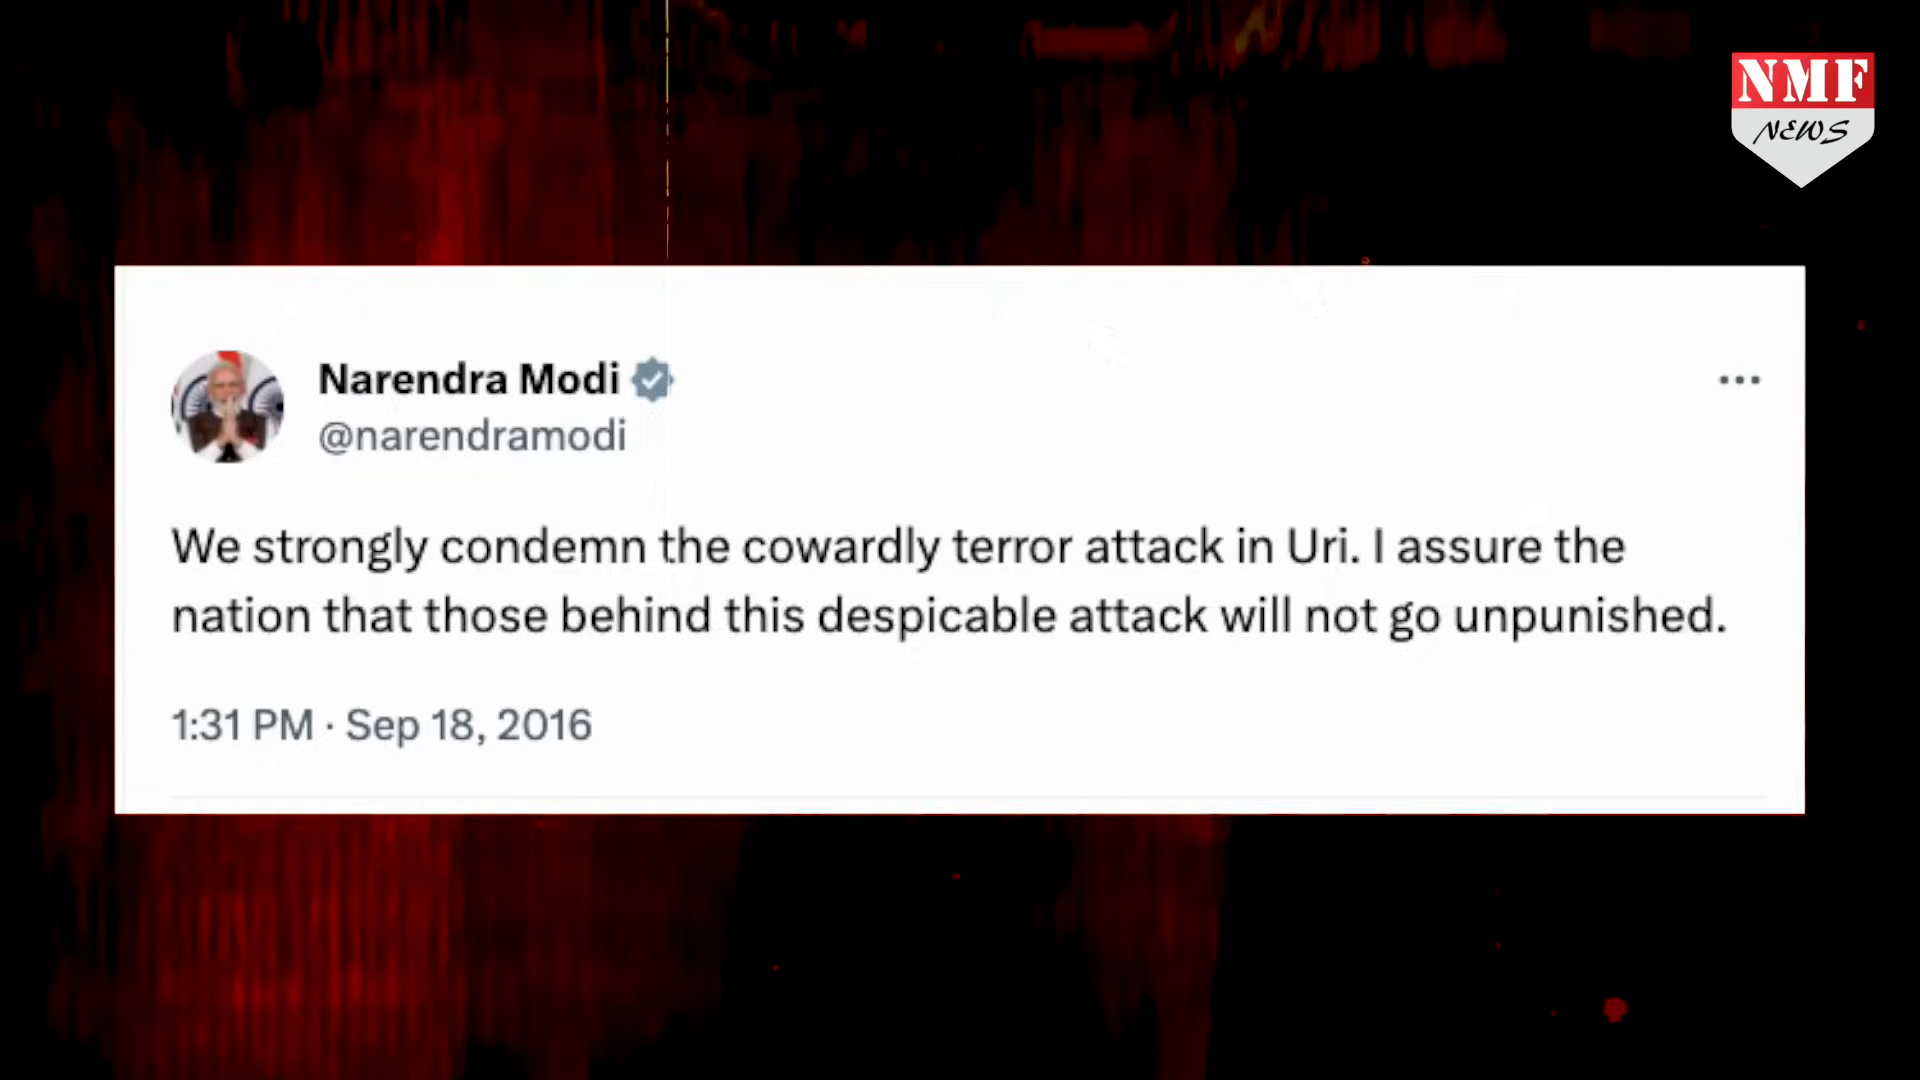 NMF
NEWS
Narendra Modi
@narendramodi
We strongly condemn the cowardly terror attack in Uri. I assure the
nation that those behind this despicable attack will not go unpunished.
1:31 PM · Sep 18, 2016